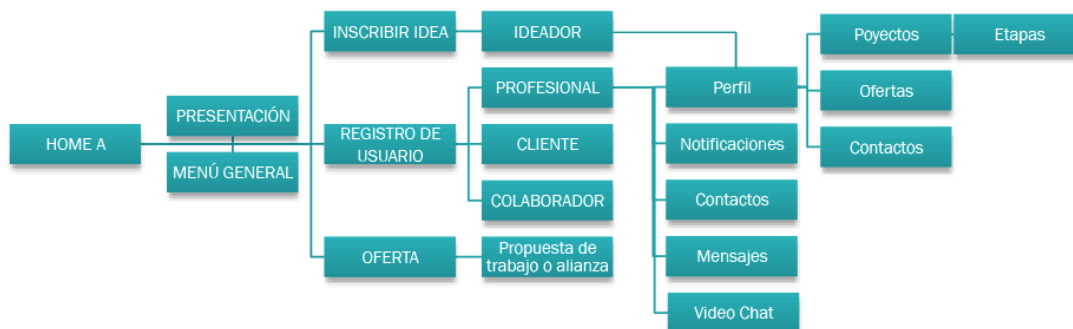 HOME A
PRESENTACIÓN
MENÚ GENERAL
INSCRIBIR IDEA
IDEADOR
REGISTRO DE
USUARIO
PROFESIONAL
CLIENTE
COLABORADOR
OFERTA
Propuesta de
trabajo o alianza
Perfil
Notificaciones
Contactos
Mensajes
Video Chat
Poyectos
Etapas
Ofertas
Contactos